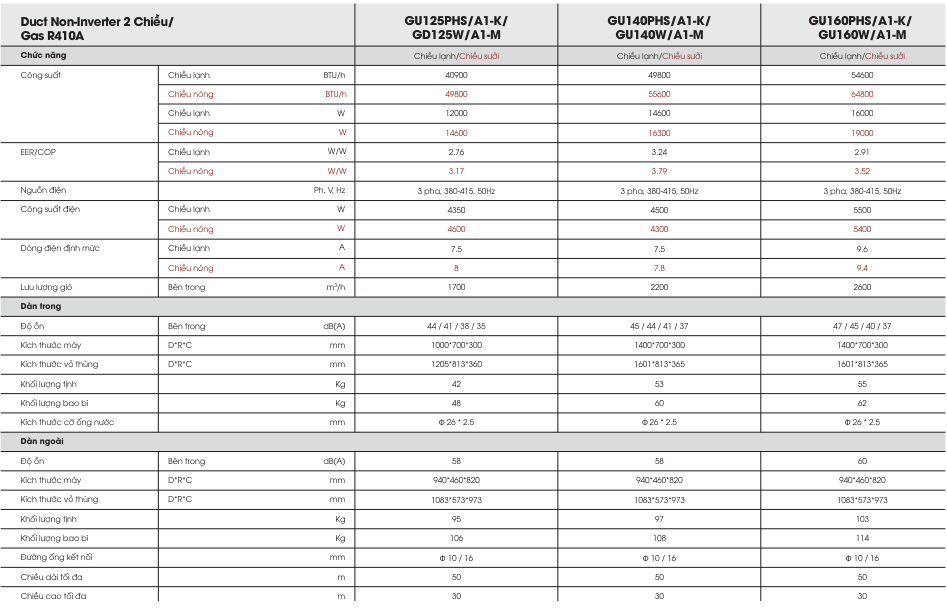 Duct Non-Inverter 2 Chiều/
Gas R410A
GU125PHS/A1-K/
GD125W/A1-M
GU140PHS/A1-K/
GU140W/A1-M
GU160PHS/A1-K/
GU160W/A1-M
Chức năng Chiều lạnh/Chiều sưởi Chiều lạnh/Chiều sưởi Chiều lạnh/Chiều sưởi
Công suất Chiều lạnh BTU/h 40900 49800 54600
Chiều nóng BTU/h 49800 55600 64800
Chiều lạnh W 12000 14600 16000
Chiều nóng W 14600 16300 19000
EER/COP Chiều lạnh W/W 2.76 3.24 2.91
Chiều nóng W/W 3.17 3.79 3.52
Nguồn điện Ph, V, Hz 3 pha, 380-415, 50Hz 3 pha, 380-415, 50Hz 3 pha, 380-415, 50Hz
Công suất điện Chiều lạnh W 4350 4500 5500
Chiều nóng W 4600 4300 5400
Dòng điện định mức Chiều lạnh A 7.5 7.5 9.6
Chiều nóng A 8 7.8 9.4
Lưu lượng gió Bên trong m³/h 1700 2200 2600
Dàn trong
Độ ồn Bên trong dB(A) 44 / 41 / 38 / 35 45 / 44 / 41 / 37 47 / 45 / 40 / 37
Kích thước máy D*R*C mm 1000*700*300 1400*700*300 1400*700*300
Kích thước vỏ thùng D*R*C mm 1205*813*360 1601*813*365 1601*813*365
Khối lượng tịnh Kg 42 53 55
Khối lượng bao bì Kg 48 60 62
Kích thước cỡ ống nước mm Φ 26 * 2.5 Φ 26 * 2.5 Φ 26 * 2.5
Dàn ngoài
Độ ồn Bên trong dB(A) 58 58 60
Kích thước máy D*R*C mm 940*460*820 940*460*820 940*460*820
Kích thước vỏ thùng D*R*C mm 1083*573*973 1083*573*973 1083*573*973
Khối lượng tịnh Kg 95 97 103
Khối lượng bao bì Kg 106 108 114
Đường ống kết nối mm Φ 10 / 16 Φ 10 / 16 Φ 10 / 16
Chiều dài tối đa m 50 50 50
Chiều cao tối đa m 30 30 30